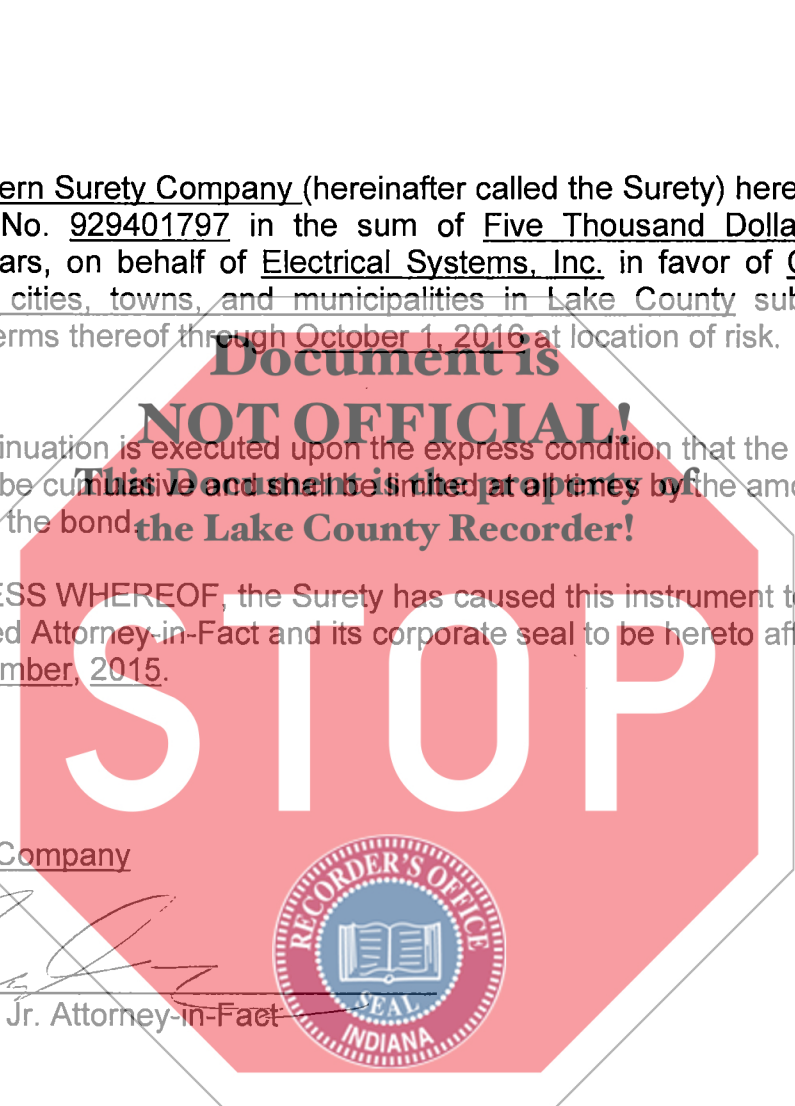 ern Surety Company (hereinafter called the Surety) here
No. 929401797 in the sum of Five Thousand Dolla
ars, on behalf of Electrical Systems, Inc. in favor of
cities, towns, and municipalities in Lake County sub
erms thereof through October 1, 2016 at location of risk.
Document is
NOT OFFICIAL!
inuation is executed upon the express condition that the
be cumulative and shall be limited at all times by the amo
This Document is the property of
the bond.
the Lake County Recorder!
ESS WHEREOF, the Surety has caused this instrument t
ed Attorney-in-Fact and its corporate seal to be hereto aff
mber, 2015.
STOP
Company
RECORDER'S OFFICE
SEAL
INDIANA
Jr. Attorney-in-Fact